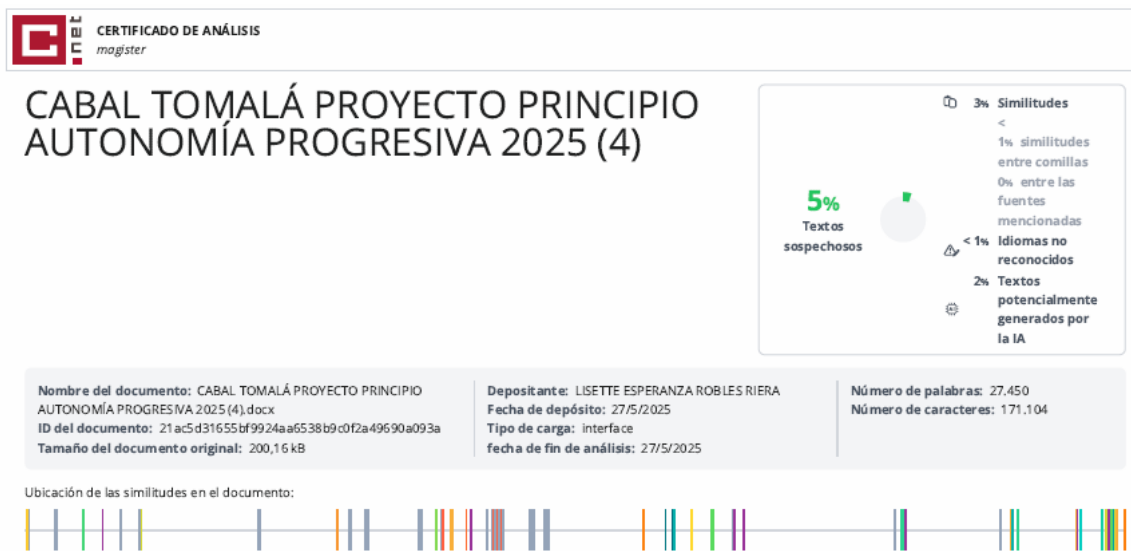 .net
CERTIFICADO DE ANÁLISIS
magister
CABAL TOMALÁ PROYECTO PRINCIPIO
AUTONOMÍA PROGRESIVA 2025 (4)
5%
Textos
sospechosos
3% Similitudes
<
1% similitudes
entre comillas
0% entre las
fuentes
mencionadas
< 1% Idiomas no
reconocidos
2% Textos
potencialmente
generados por
la IA
Nombre del documento: CABAL TOMALÁ PROYECTO PRINCIPIO
AUTONOMÍA PROGRESIVA 2025 (4).docx
ID del documento: 21ac5d31655bf9924aa6538b9c0f2a49690a093a
Tamaño del documento original: 200,16 kB
Depositante: LISETTE ESPERANZA ROBLES RIERA
Fecha de depósito: 27/5/2025
Tipo de carga: interface
fecha de fin de análisis: 27/5/2025
Número de palabras: 27.450
Número de caracteres: 171.104
Ubicación de las similitudes en el documento: